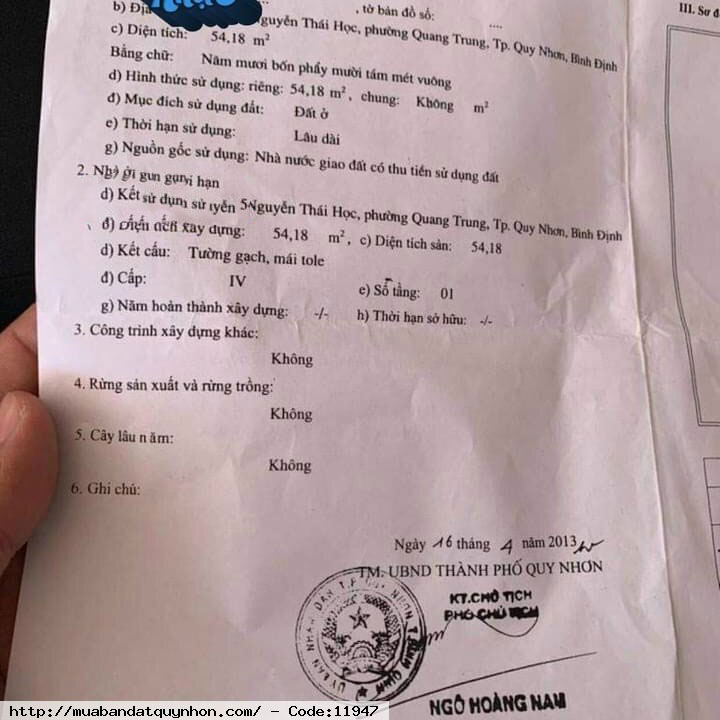 b) Địa
, tờ bản đồ số:
III. Sơ đ
Nguyễn Thái Học, phường Quang Trung, Tp. Quy Nhơn, Bình Định
c) Diện tích: 54,18 m²
Bằng chữ: Năm mươi bốn phẩy mười tám mét vuông
d) Hình thức sử dụng: riêng: 54,18 m², chung: Không m²
đ) Mục đích sử dụng đất: Đất ở
e) Thời hạn sử dụng: Lâu dài
g) Nguồn gốc sử dụng: Nhà nước giao đất có thu tiền sử dụng đất
2.
hạn
d) Kết Nguyễn Thái Học, phường Quang Trung, Tp. Quy Nhơn, Bình Định
xây dựng: 54,18 m², c) Diện tích sàn: 54,18
d) Kết cấu: Tường gạch, mái tole
đ) Cấp: IV e) Số tầng: 01
g) Năm hoàn thành xây dựng: -/- h) Thời hạn sở hữu: -/-
3. Công trình xây dựng khác:
Không
4. Rừng sản xuất và rừng trồng:
Không
5. Cây lâu năm:
Không
6. Ghi chú:
Ngày 16 tháng 4 năm 2013
TM. UBND THÀNH PHỐ QUY NHƠN
KT.CHỦ TỊCH
PHÓ CHỦ TỊCH
NGÔ HOÀNG NAM
http://muabandatquynhon.com/ - Code:11947